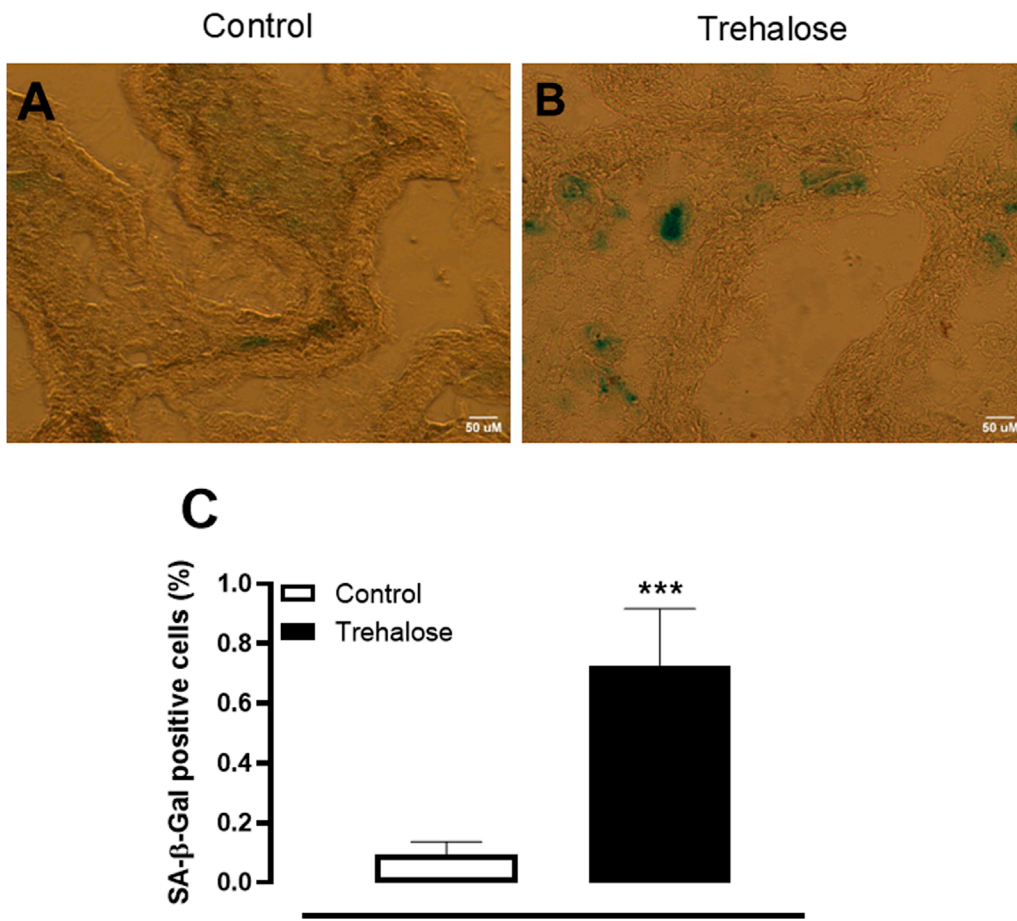 Control
Trehalose
A
B
50 uM
50 uM
C
SA-β-Gal positive cells (%)
1.0
0.8
0.6
0.4
0.2
0.0
Control
Trehalose
***